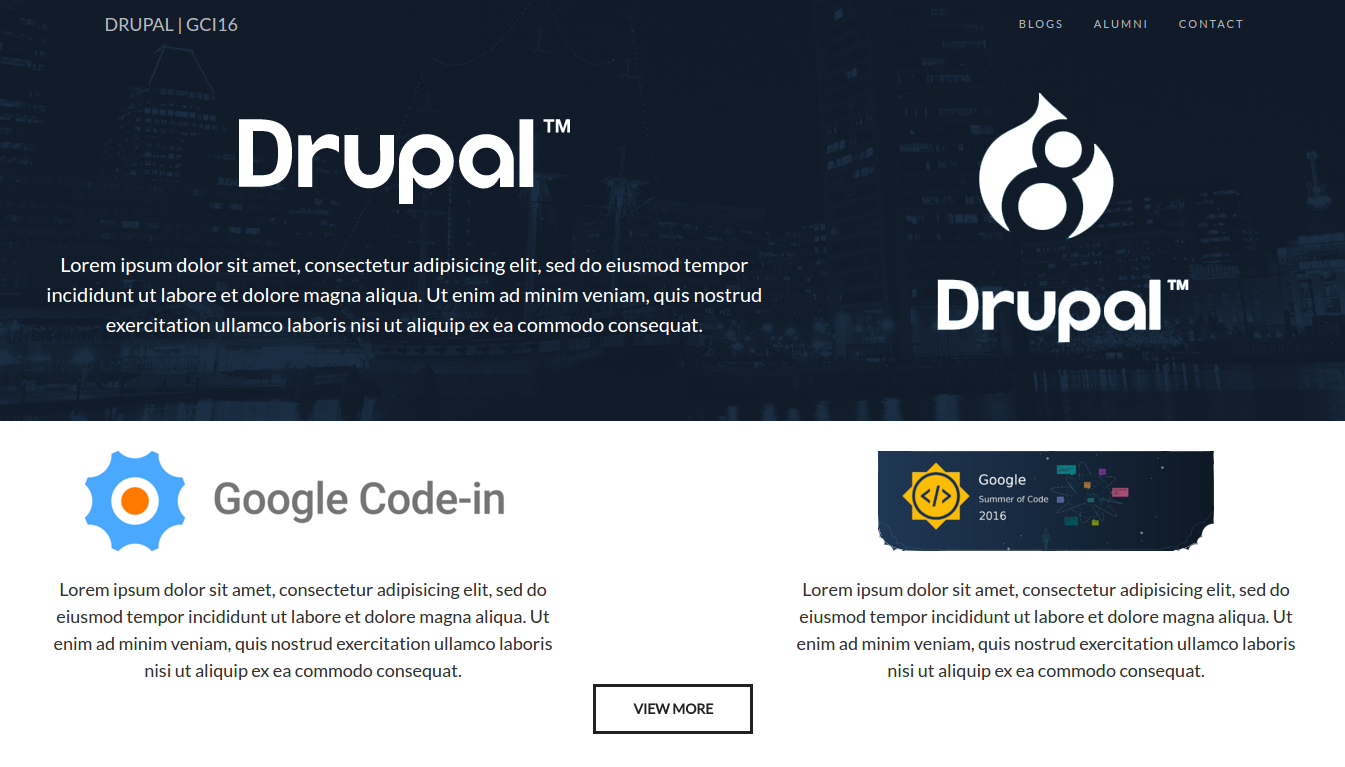 DRUPAL | GCI16
BLOGS ALUMNI CONTACT
Drupal™
Lorem ipsum dolor sit amet, consectetur adipisicing elit, sed do eiusmod tempor
incididunt ut labore et dolore magna aliqua. Ut enim ad minim veniam, quis nostrud
exercitation ullamco laboris nisi ut aliquip ex ea commodo consequat.
Drupal™
Google Code-in
Lorem ipsum dolor sit amet, consectetur adipisicing elit, sed do
eiusmod tempor incididunt ut labore et dolore magna aliqua. Ut
enim ad minim veniam, quis nostrud exercitation ullamco laboris
nisi ut aliquip ex ea commodo consequat.
Google
Summer of Code
2016
Lorem ipsum dolor sit amet, consectetur adipisicing elit, sed do
eiusmod tempor incididunt ut labore et dolore magna aliqua. Ut
enim ad minim veniam, quis nostrud exercitation ullamco laboris
nisi ut aliquip ex ea commodo consequat.
VIEW MORE